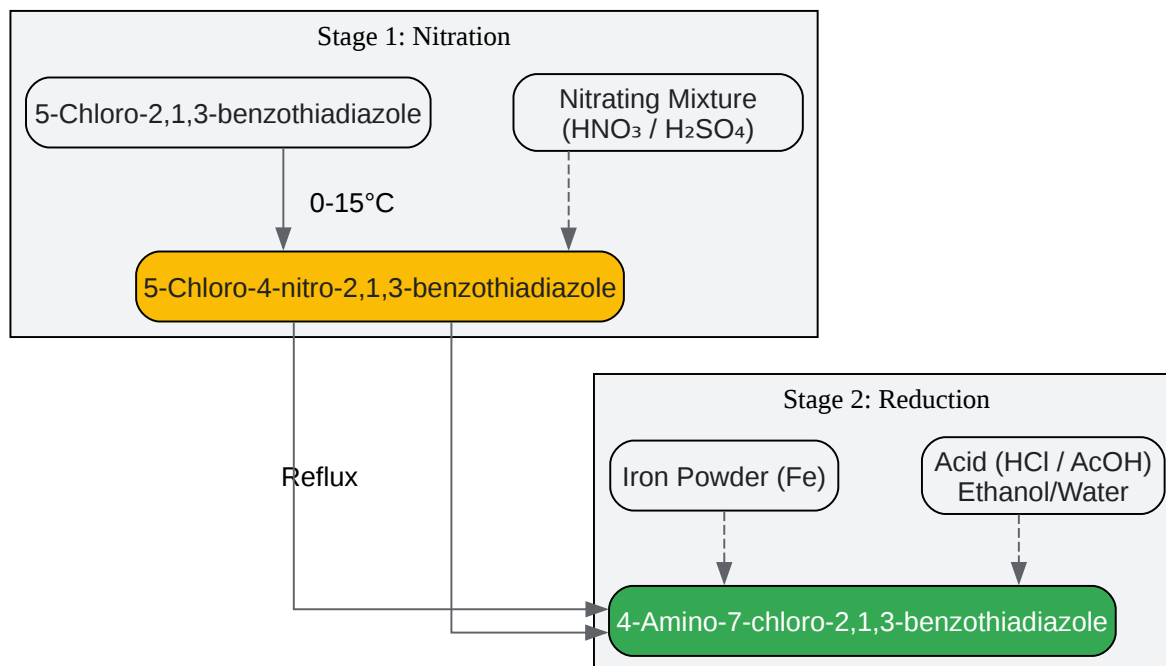 Stage 1: Nitration
5-Chloro-2,1,3-benzothiadiazole
Nitrating Mixture
(HNO₃ / H₂SO₄)
0-15°C
5-Chloro-4-nitro-2,1,3-benzothiadiazole
Stage 2: Reduction
Reflux
Iron Powder (Fe)
Acid (HCl / AcOH)
Ethanol/Water
4-Amino-7-chloro-2,1,3-benzothiadiazole